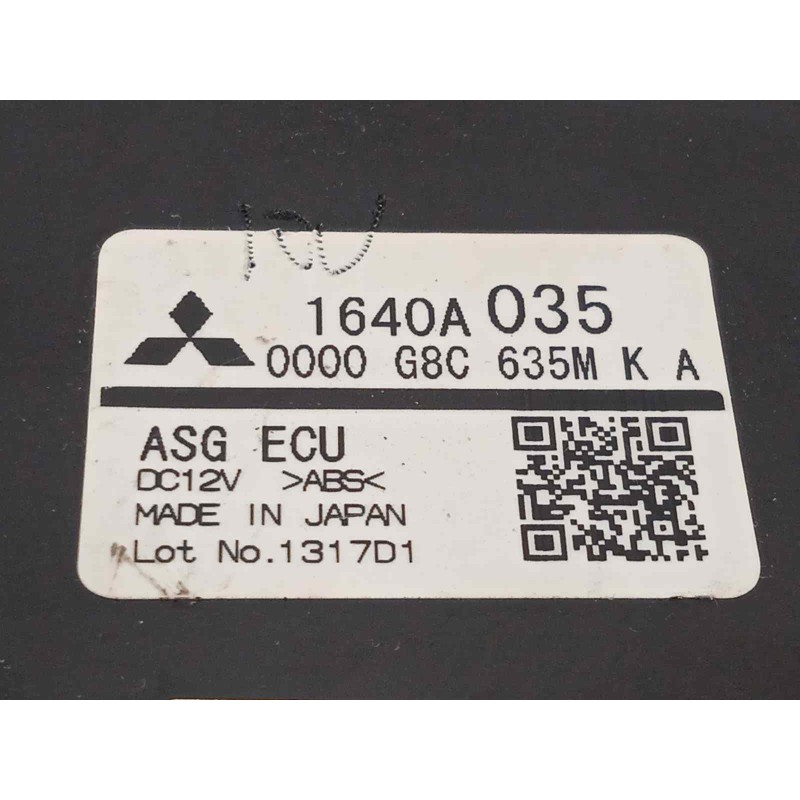 1640A 035
0000 G8C 635M K A
ASG ECU
DC12V >ABS<
MADE IN JAPAN
Lot No.1317D1